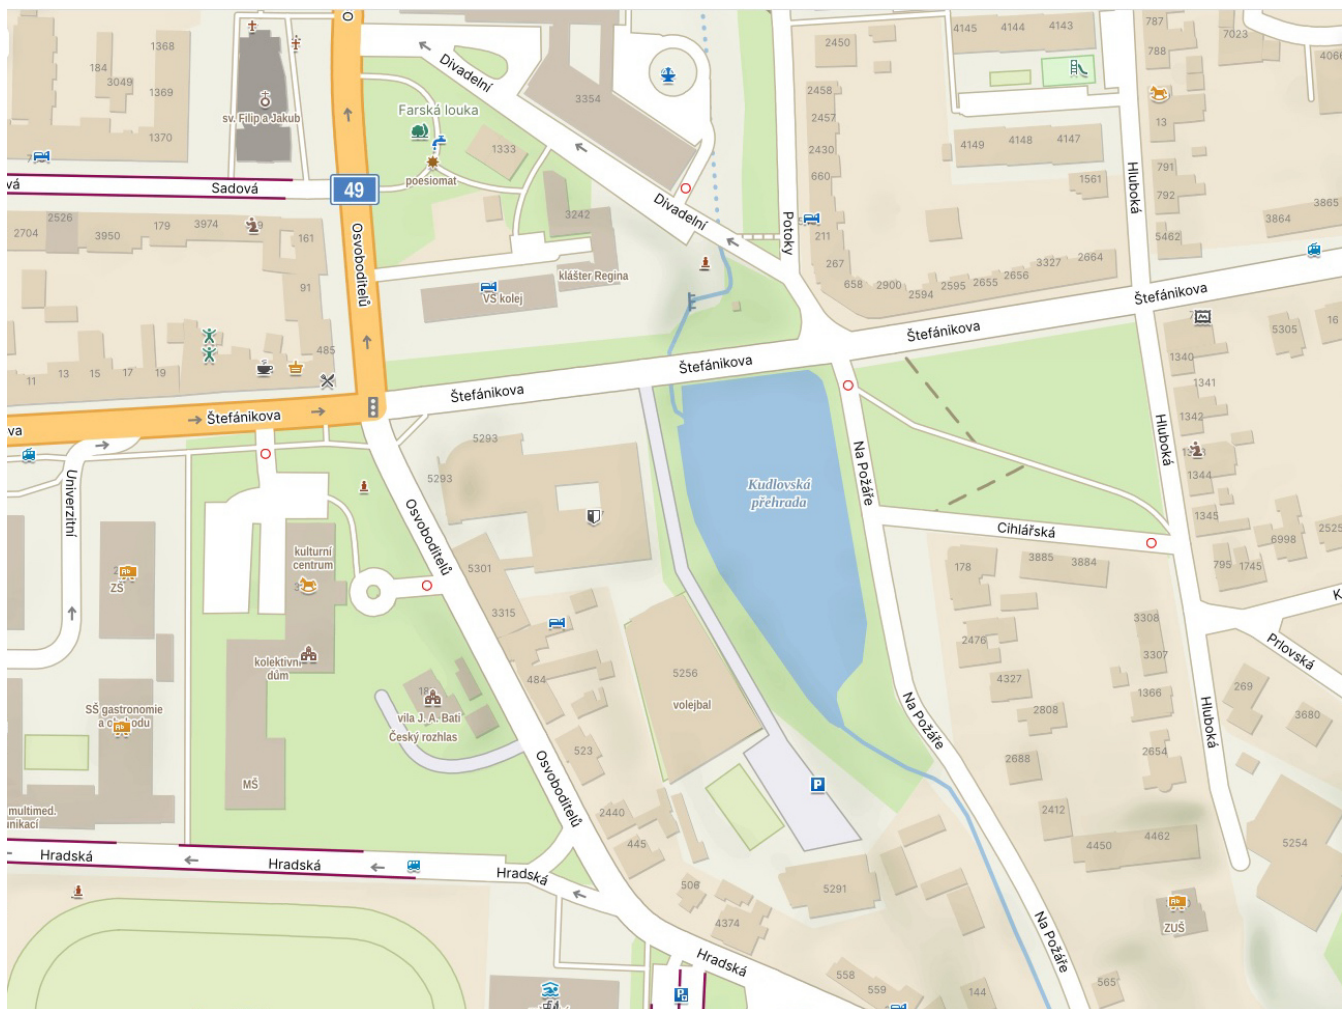 O
1368
184
3049
1369
1370
sv. Filip a Jakub
Divadelní
Farská louka
poesiomat
1333
3354
3242
Divadelní
klášter Regina
VŠ kolej
Sadová
49
Osvoboditelů
2704
2526
3950
179
3974
161
91
485
11
13
15
17
19
Štefánikova
Štefánikova
Štefánikova
Štefánikova
Štefánikova
Potoky
2450
2458
2457
2430
660
211
267
658
2900
2594
2595
2655
2656
3327
2664
4145
4144
4143
4149
4148
4147
1561
Hluboká
787
788
13
791
792
5462
7023
4066
3864
3865
5305
16
1340
1341
1342
1344
1345
Hluboká
795
1745
6998
2525
Univerzitní
ZŠ
SŠ gastronomie
kulturní
centrum
kolektivní
dům
MŠ
Osvoboditelů
5293
5293
5301
3315
484
vila J. A. Bati
Český rozhlas
523
Osvoboditelů
2440
445
506
4374
5256
volejbal
P
5291
Kudlovská
přehrada
Na Požáře
Na Požáře
Na Požáře
Cihlářská
178
3885
3884
2476
4327
2808
2688
2412
3308
3307
1366
2654
4450
4462
ZUŠ
565
144
558
559
Hluboká
Prlovská
269
3680
5254
multimed.
Hradská
Hradská
Hradská
Hradská